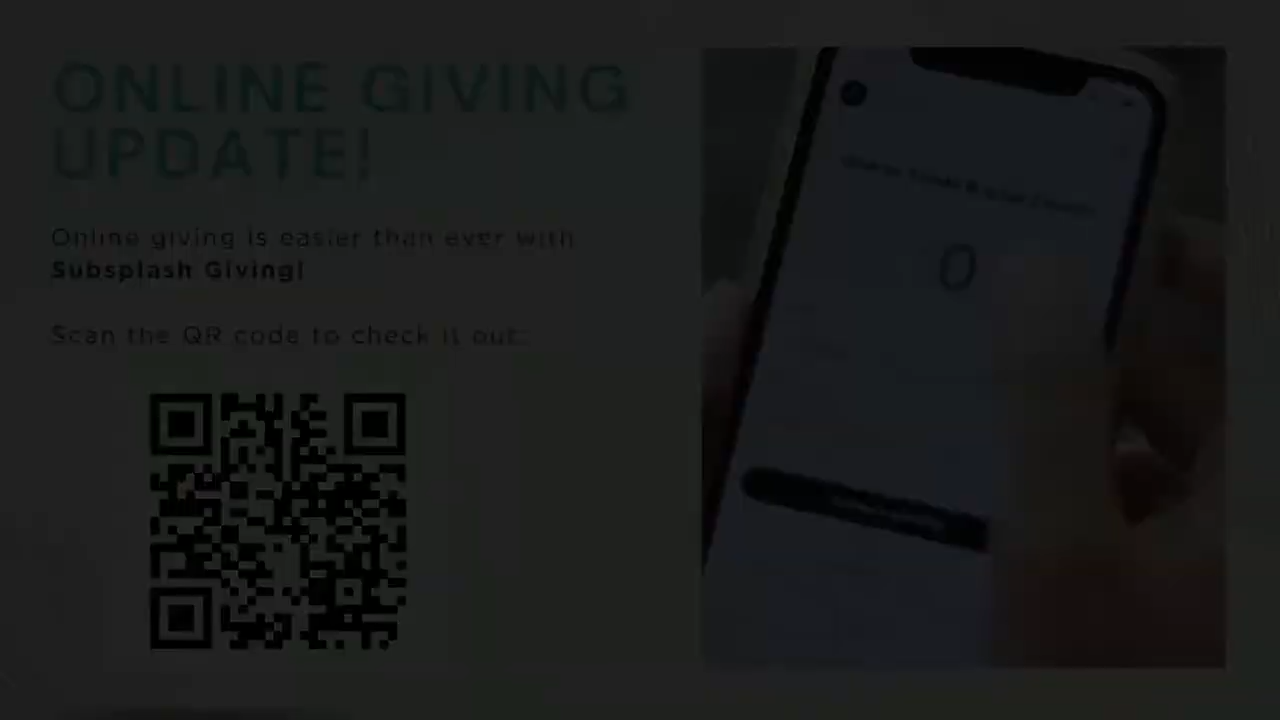 ONLINE GIVING
UPDATE!
Online giving is easier than ever with
Subsplash Giving!
Scan the QR code to check it out:
0